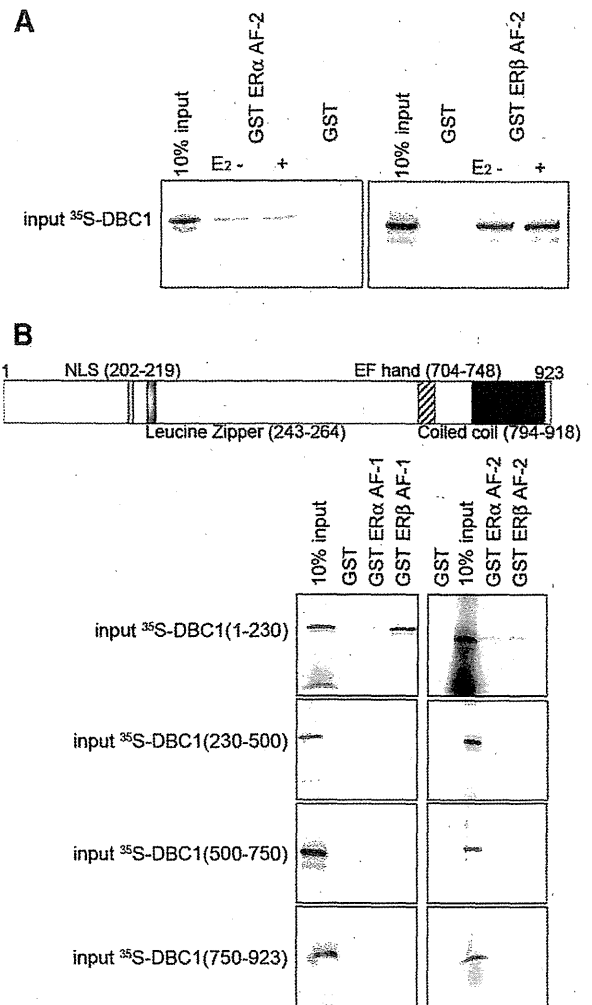 A
10% input
GST ERα AF-2
GST
10% input
GST
GST ERβ AF-2
E2 - +
E2 - +
input 35S-DBC1
B
1 NLS (202-219) EF hand (704-748) 923
Leucine Zipper (243-264) Coiled coil (794-918)
10% input
GST
GST ERα AF-1
GST ERβ AF-1
GST
10% input
GST ERα AF-2
GST ERβ AF-2
input 35S-DBC1(1-230)
input 35S-DBC1(230-500)
input 35S-DBC1(500-750)
input 35S-DBC1(750-923)